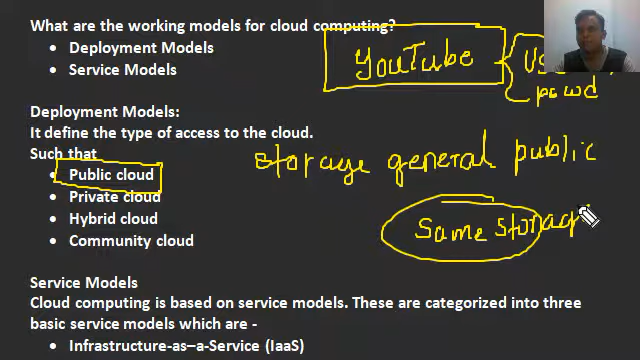 What are the working models for cloud computing?
• Deployment Models
• Service Models
YouTube
pswd
Deployment Models:
It define the type of access to the cloud.
Such that
• Public cloud
• Private cloud
• Hybrid cloud
• Community cloud
storage general public
Same storag
Service Models
Cloud computing is based on service models. These are categorized into three
basic service models which are -
• Infrastructure-as–a-Service (IaaS)